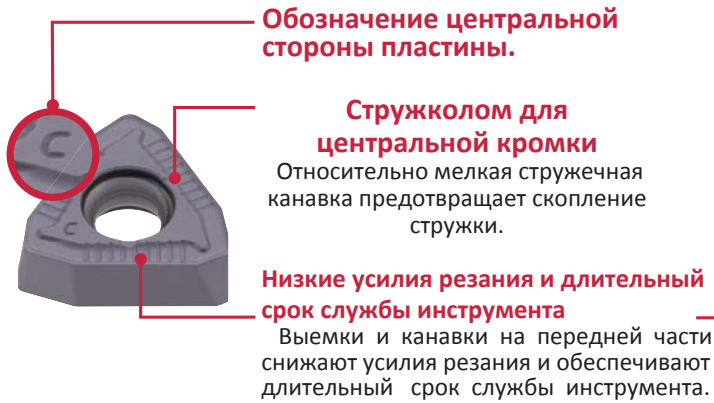 Обозначение центральной
стороны пластины.
C
C
Стружколом для
центральной кромки
Относительно мелкая стружечная
канавка предотвращает скопление
стружки.
Низкие усилия резания и длительный
срок службы инструмента
Выемки и канавки на передней части
снижают усилия резания и обеспечивают
длительный срок службы инструмента.